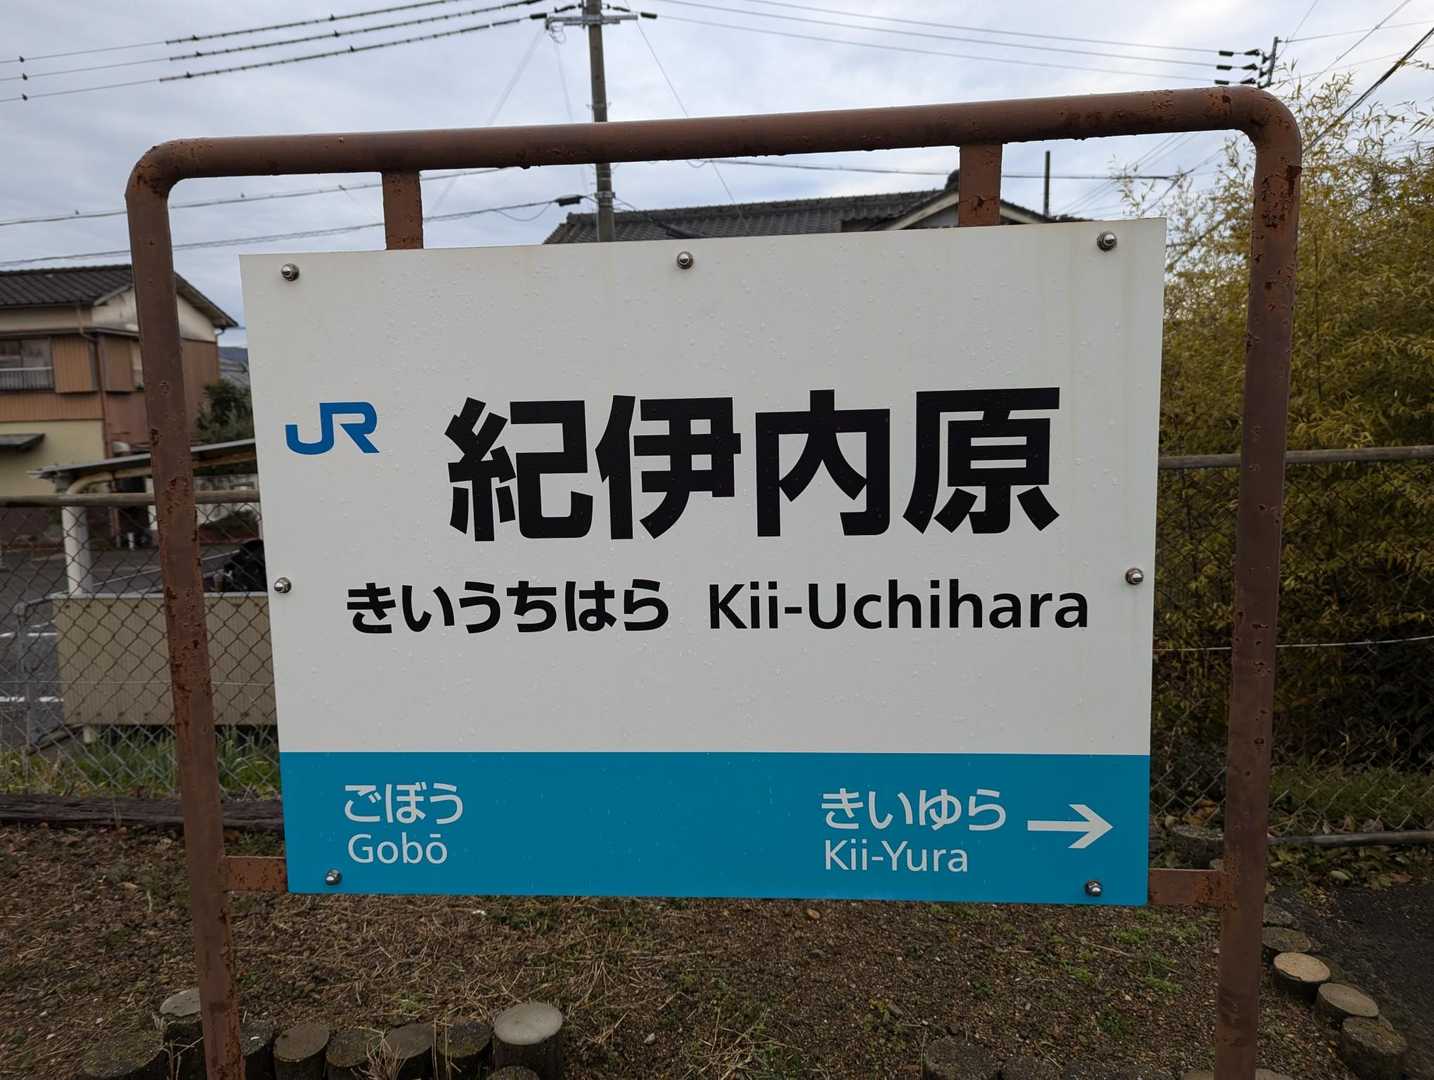 JR 紀伊内原
きいうちはら Kii-Uchihara
ごぼう きいゆら →
Gobō Kii-Yura